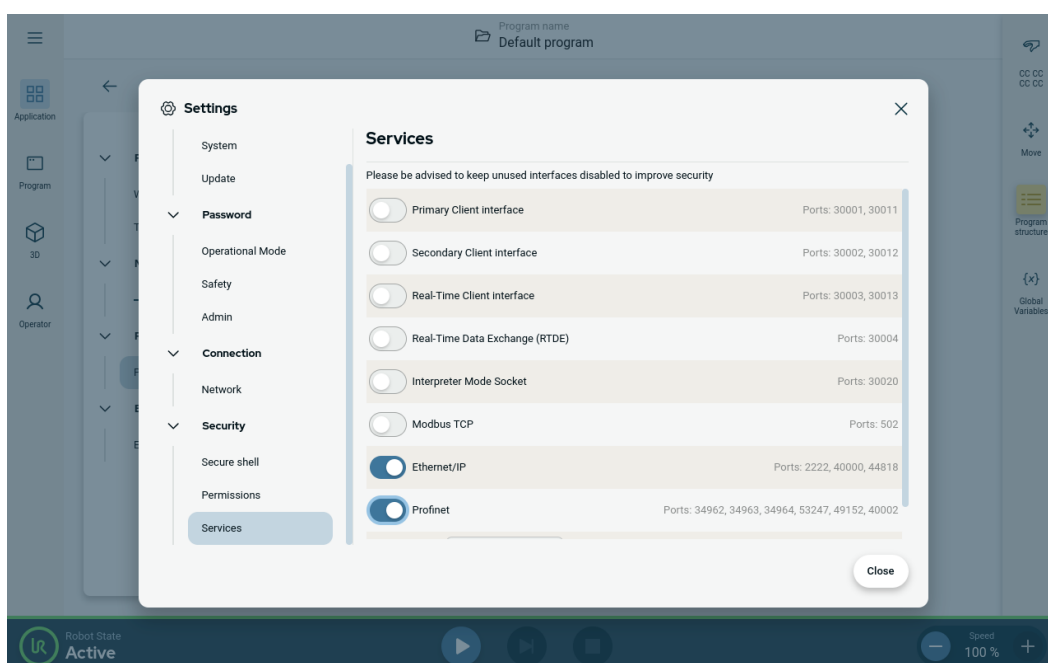 Program name
Default program
Application
Program
3D
Operator
Settings
System
Update
Password
Operational Mode
Safety
Admin
Connection
Network
Security
Secure shell
Permissions
Services
Services
Please be advised to keep unused interfaces disabled to improve security
Primary Client interface Ports: 30001, 30011
Secondary Client interface Ports: 30002, 30012
Real-Time Client interface Ports: 30003, 30013
Real-Time Data Exchange (RTDE) Ports: 30004
Interpreter Mode Socket Ports: 30020
Modbus TCP Ports: 502
Ethernet/IP Ports: 2222, 40000, 44818
Profinet Ports: 34962, 34963, 34964, 53247, 49152, 40002
Close
CC CC
CC CC
Move
Program
structure
{x}
Global
Variables
UR
Robot State
Active
Speed
100 %